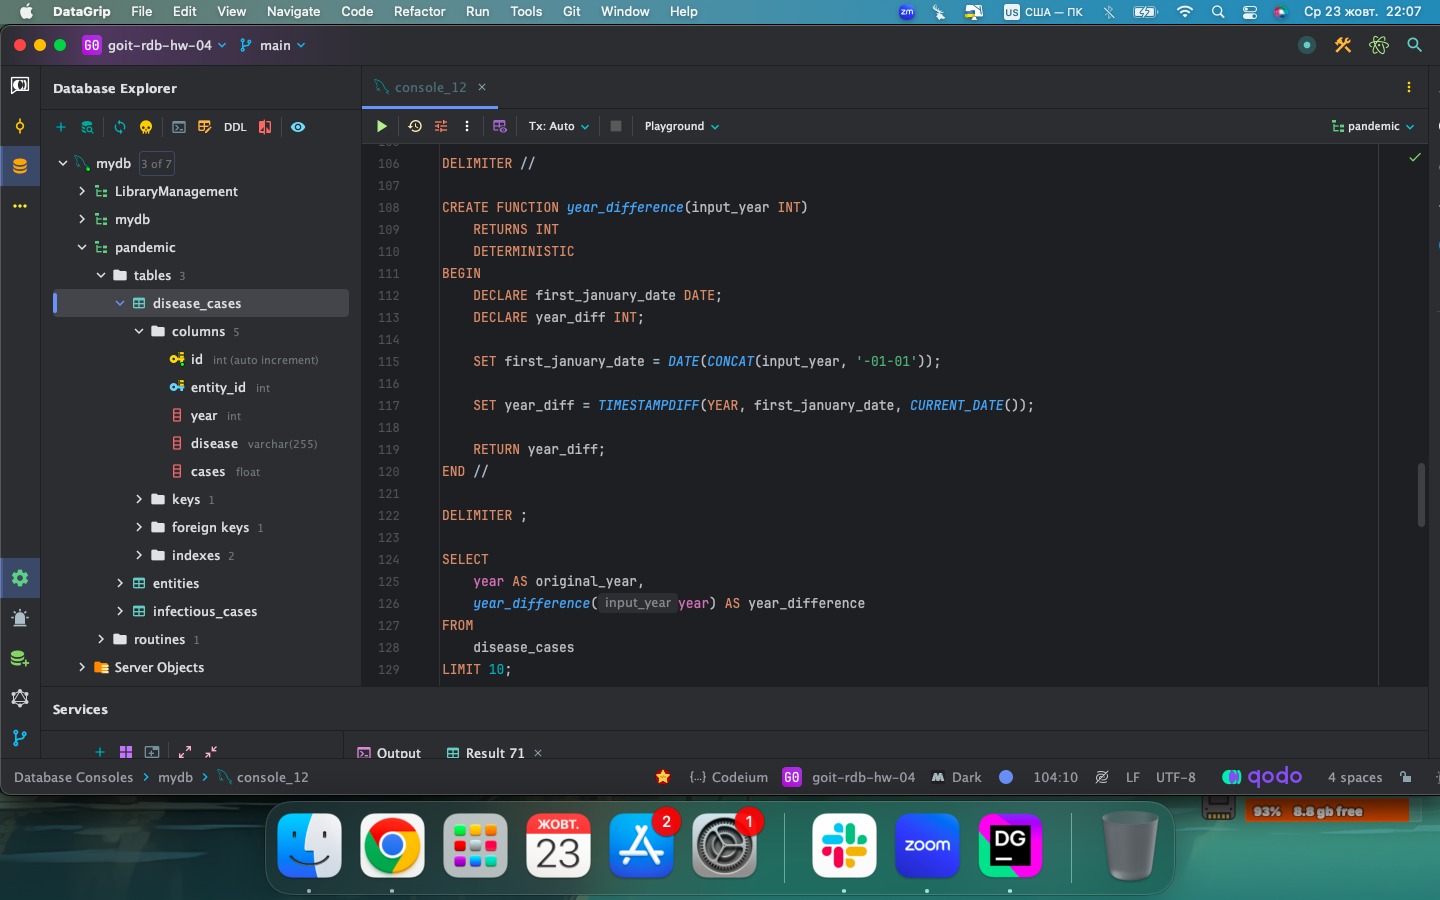 DataGrip File Edit View Navigate Code Refactor Run Tools Git Window Help zm US США — ПК Ср 23 жовт. 22:07
GO goit-rdb-hw-04 main
Database Explorer
console_12
DDL
Tx: Auto Playground pandemic
mydb 3 of 7
LibraryManagement
mydb
pandemic
tables 3
disease_cases
columns 5
id int (auto increment)
entity_id int
year int
disease varchar(255)
cases float
keys 1
foreign keys 1
indexes 2
entities
infectious_cases
routines 1
Server Objects
106 DELIMITER //
107
108 CREATE FUNCTION year_difference(input_year INT)
109 RETURNS INT
110 DETERMINISTIC
111 BEGIN
112 DECLARE first_january_date DATE;
113 DECLARE year_diff INT;
114
115 SET first_january_date = DATE(CONCAT(input_year, '-01-01'));
116
117 SET year_diff = TIMESTAMPDIFF(YEAR, first_january_date, CURRENT_DATE());
118
119 RETURN year_diff;
120 END //
121
122 DELIMITER ;
123
124 SELECT
125 year AS original_year,
126 year_difference( input_year year) AS year_difference
127 FROM
128 disease_cases
129 LIMIT 10;
Services
Output Result 71
Database Consoles mydb console_12 {...} Codeium GO goit-rdb-hw-04 Dark 104:10 LF UTF-8 qodo 4 spaces
93% 8.8 gb free
ЖОВТ.
23
2
1
zoom
DG